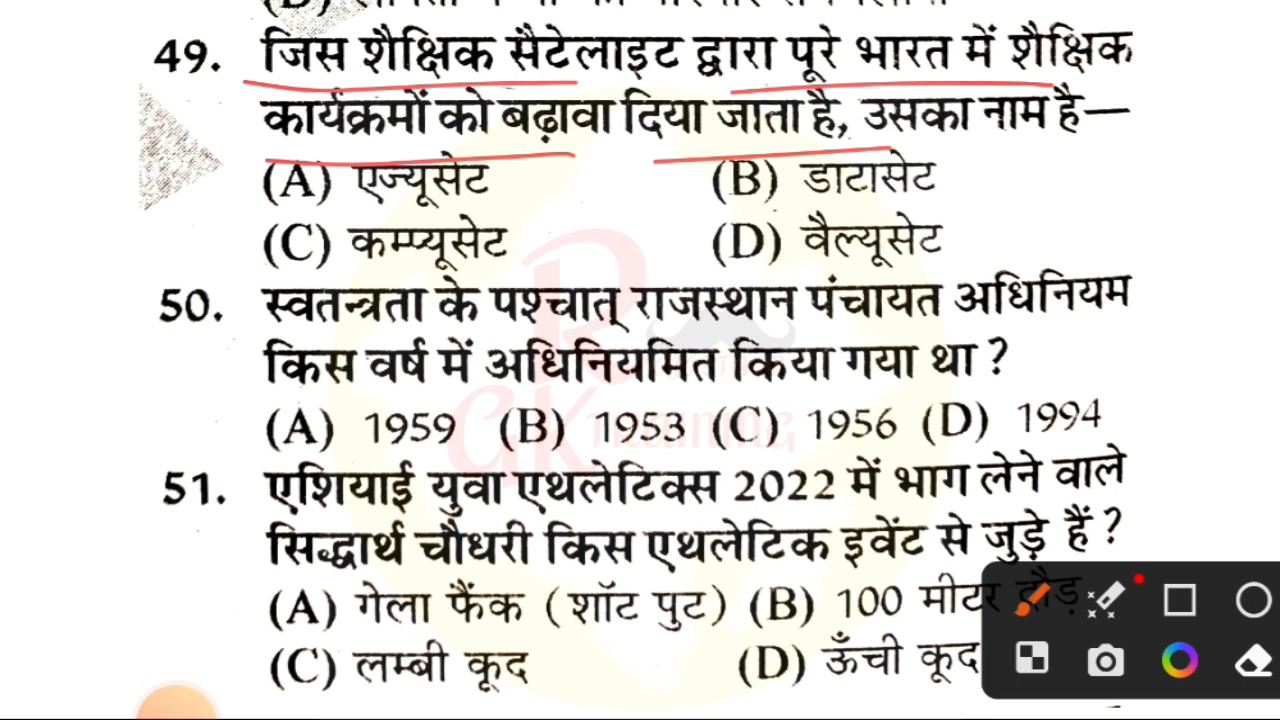 49. जिस शैक्षिक सैटेलाइट द्वारा पूरे भारत में शैक्षिक
कार्यक्रमों को बढ़ावा दिया जाता है, उसका नाम है—
(A) एज्यूसेट (B) डाटासेट
(C) कम्प्यूसेट (D) वैल्यूसेट
50. स्वतन्त्रता के पश्चात् राजस्थान पंचायत अधिनियम
किस वर्ष में अधिनियमित किया गया था ?
(A) 1959 (B) 1953 (C) 1956 (D) 1994
51. एशियाई युवा एथलेटिक्स 2022 में भाग लेने वाले
सिद्धार्थ चौधरी किस एथलेटिक इवेंट से जुड़े हैं ?
(A) गेला फैंक (शॉट पुट) (B) 100 मीटर दौड़
(C) लम्बी कूद (D) ऊँची कूद